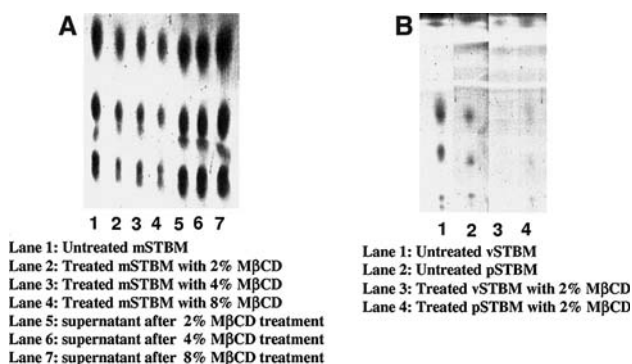 A
1 2 3 4 5 6 7
Lane 1: Untreated mSTBM
Lane 2: Treated mSTBM with 2% MβCD
Lane 3: Treated mSTBM with 4% MβCD
Lane 4: Treated mSTBM with 8% MβCD
Lane 5: supernatant after 2% MβCD treatment
Lane 6: supernatant after 4% MβCD treatment
Lane 7: supernatant after 8% MβCD treatment
B
1 2 3 4
Lane 1: Untreated vSTBM
Lane 2: Untreated pSTBM
Lane 3: Treated vSTBM with 2% MβCD
Lane 4: Treated pSTBM with 2% MβCD